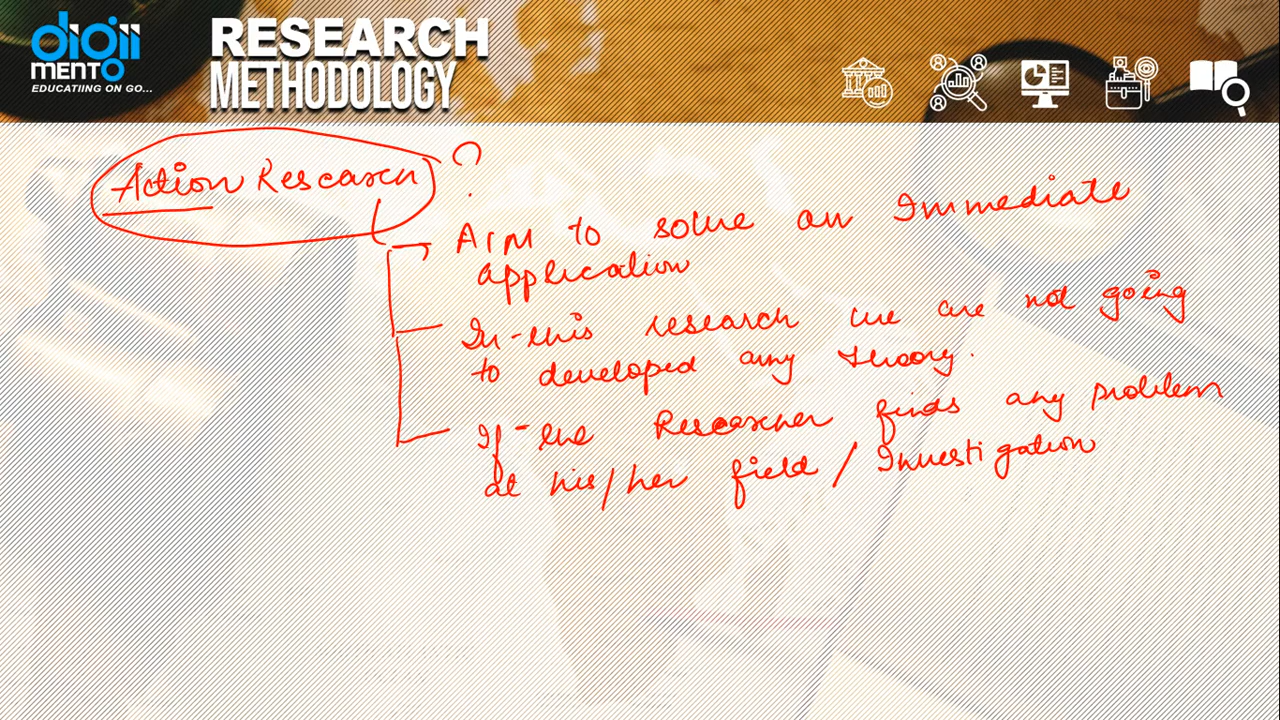 digii
MENTO
EDUCATIING ON GO...
RESEARCH
METHODOLOGY
Action Research ?
AIM to solve an Immediate
application
In-this research we are not going
to developed any theory.
If-the Researcher finds any problem
at his/her field / Investigation